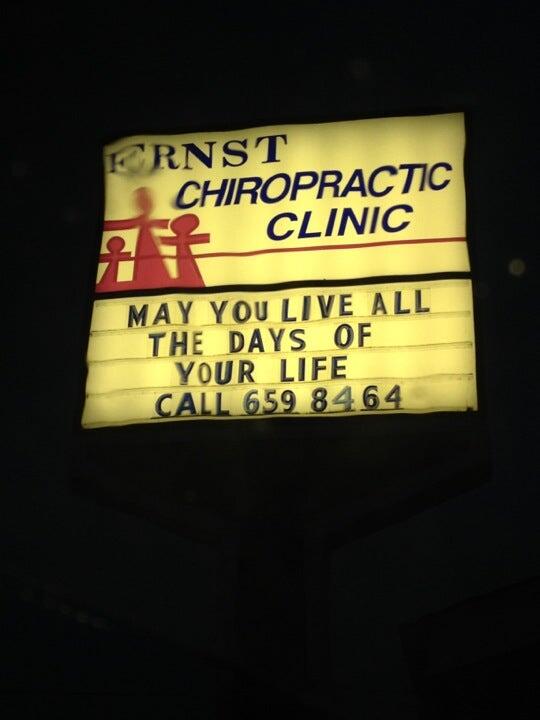 ERNST
CHIROPRACTIC
CLINIC
MAY YOU LIVE ALL
THE DAYS OF
YOUR LIFE
CALL 659 8464